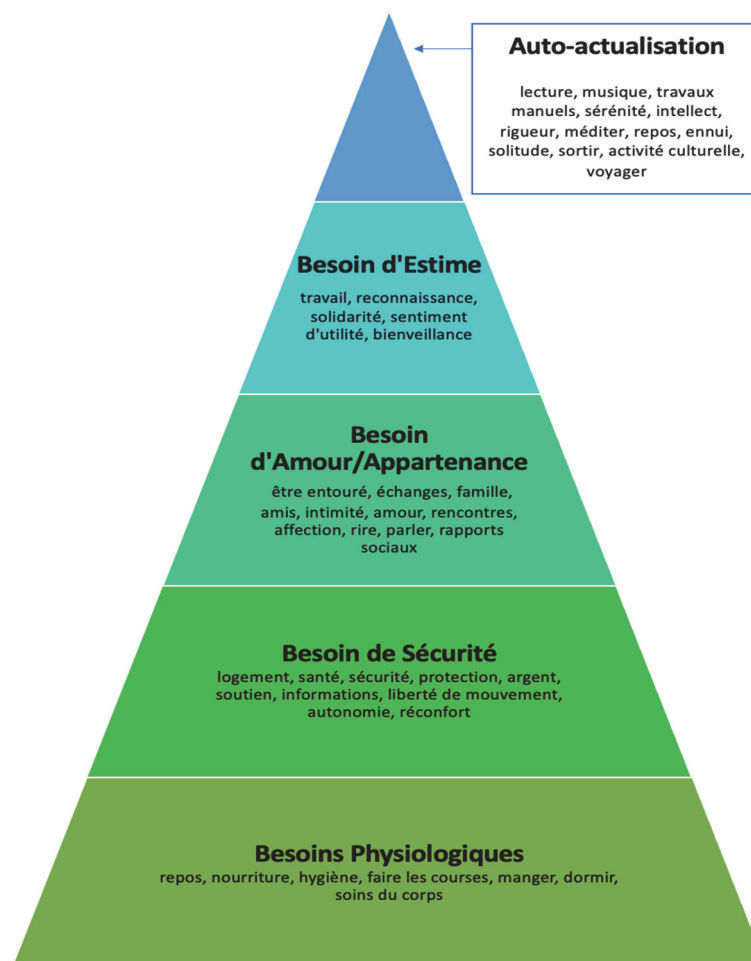 Auto-actualisation
lecture, musique, travaux
manuels, sérénité, intellect,
rigueur, méditer, repos, ennui,
solitude, sortir, activité culturelle,
voyager
Besoin d'Estime
travail, reconnaissance,
solidarité, sentiment
d'utilité, bienveillance
Besoin
d'Amour/Appartenance
être entouré, échanges, famille,
amis, intimité, amour, rencontres,
affection, rire, parler, rapports
sociaux
Besoin de Sécurité
logement, santé, sécurité, protection, argent,
soutien, informations, liberté de mouvement,
autonomie, réconfort
Besoins Physiologiques
repos, nourriture, hygiène, faire les courses, manger, dormir,
soins du corps